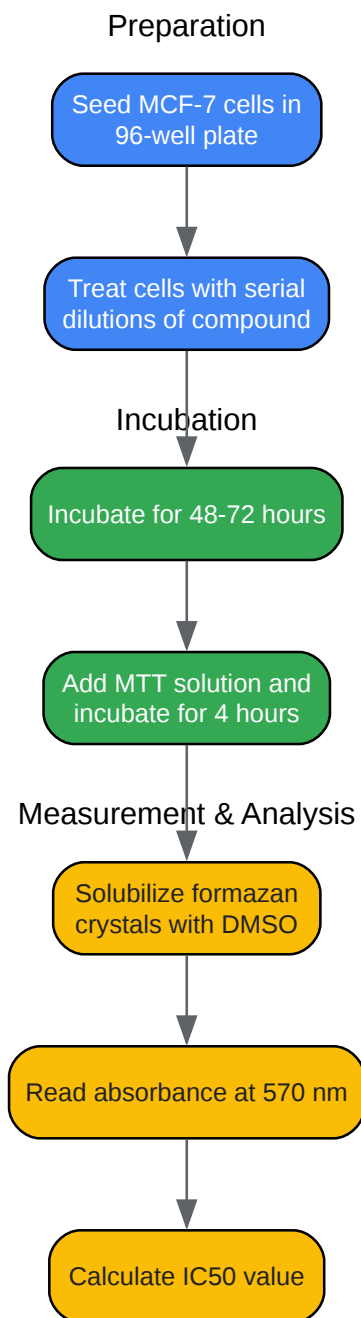 Preparation
Seed MCF-7 cells in
96-well plate
Treat cells with serial
dilutions of compound
Incubation
Incubate for 48-72 hours
Add MTT solution and
incubate for 4 hours
Measurement & Analysis
Solubilize formazan
crystals with DMSO
Read absorbance at 570 nm
Calculate IC50 value